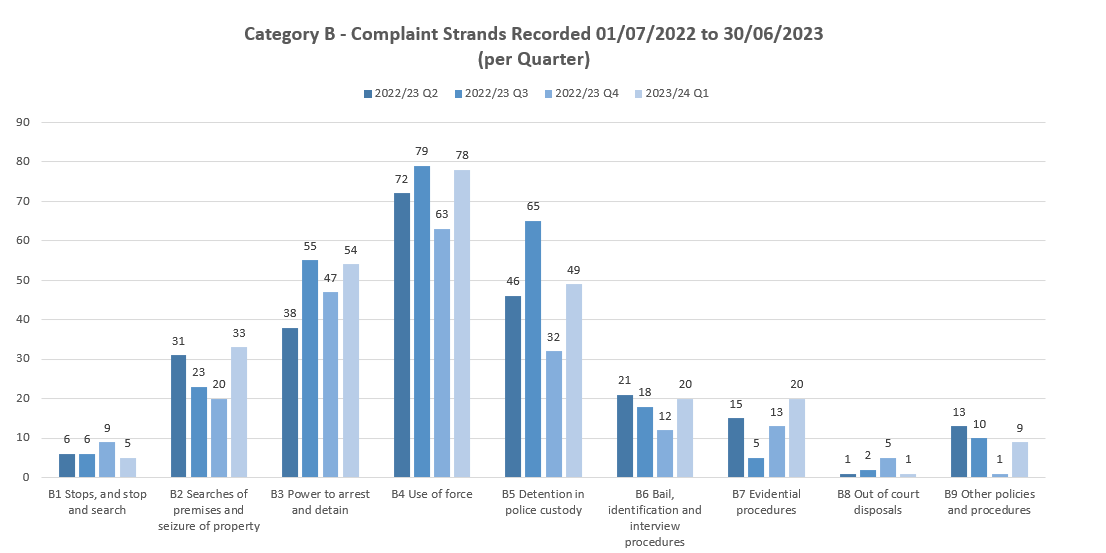 Category B - Complaint Strands Recorded 01/07/2022 to 30/06/2023
(per Quarter)
2022/23 Q2 2022/23 Q3 2022/23 Q4 2023/24 Q1
90
80
70
60
50
40
30
20
10
0
6 6 9 5
31 23 20 33
38 55 47 54
72 79 63 78
46 65 32 49
21 18 12 20
15 5 13 20
1 2 5 1
13 10 1 9
B1 Stops, and stop
and search
B2 Searches of
premises and
seizure of property
B3 Power to arrest
and detain
B4 Use of force
B5 Detention in
police custody
B6 Bail,
identification and
interview
procedures
B7 Evidential
procedures
B8 Out of court
disposals
B9 Other policies
and procedures